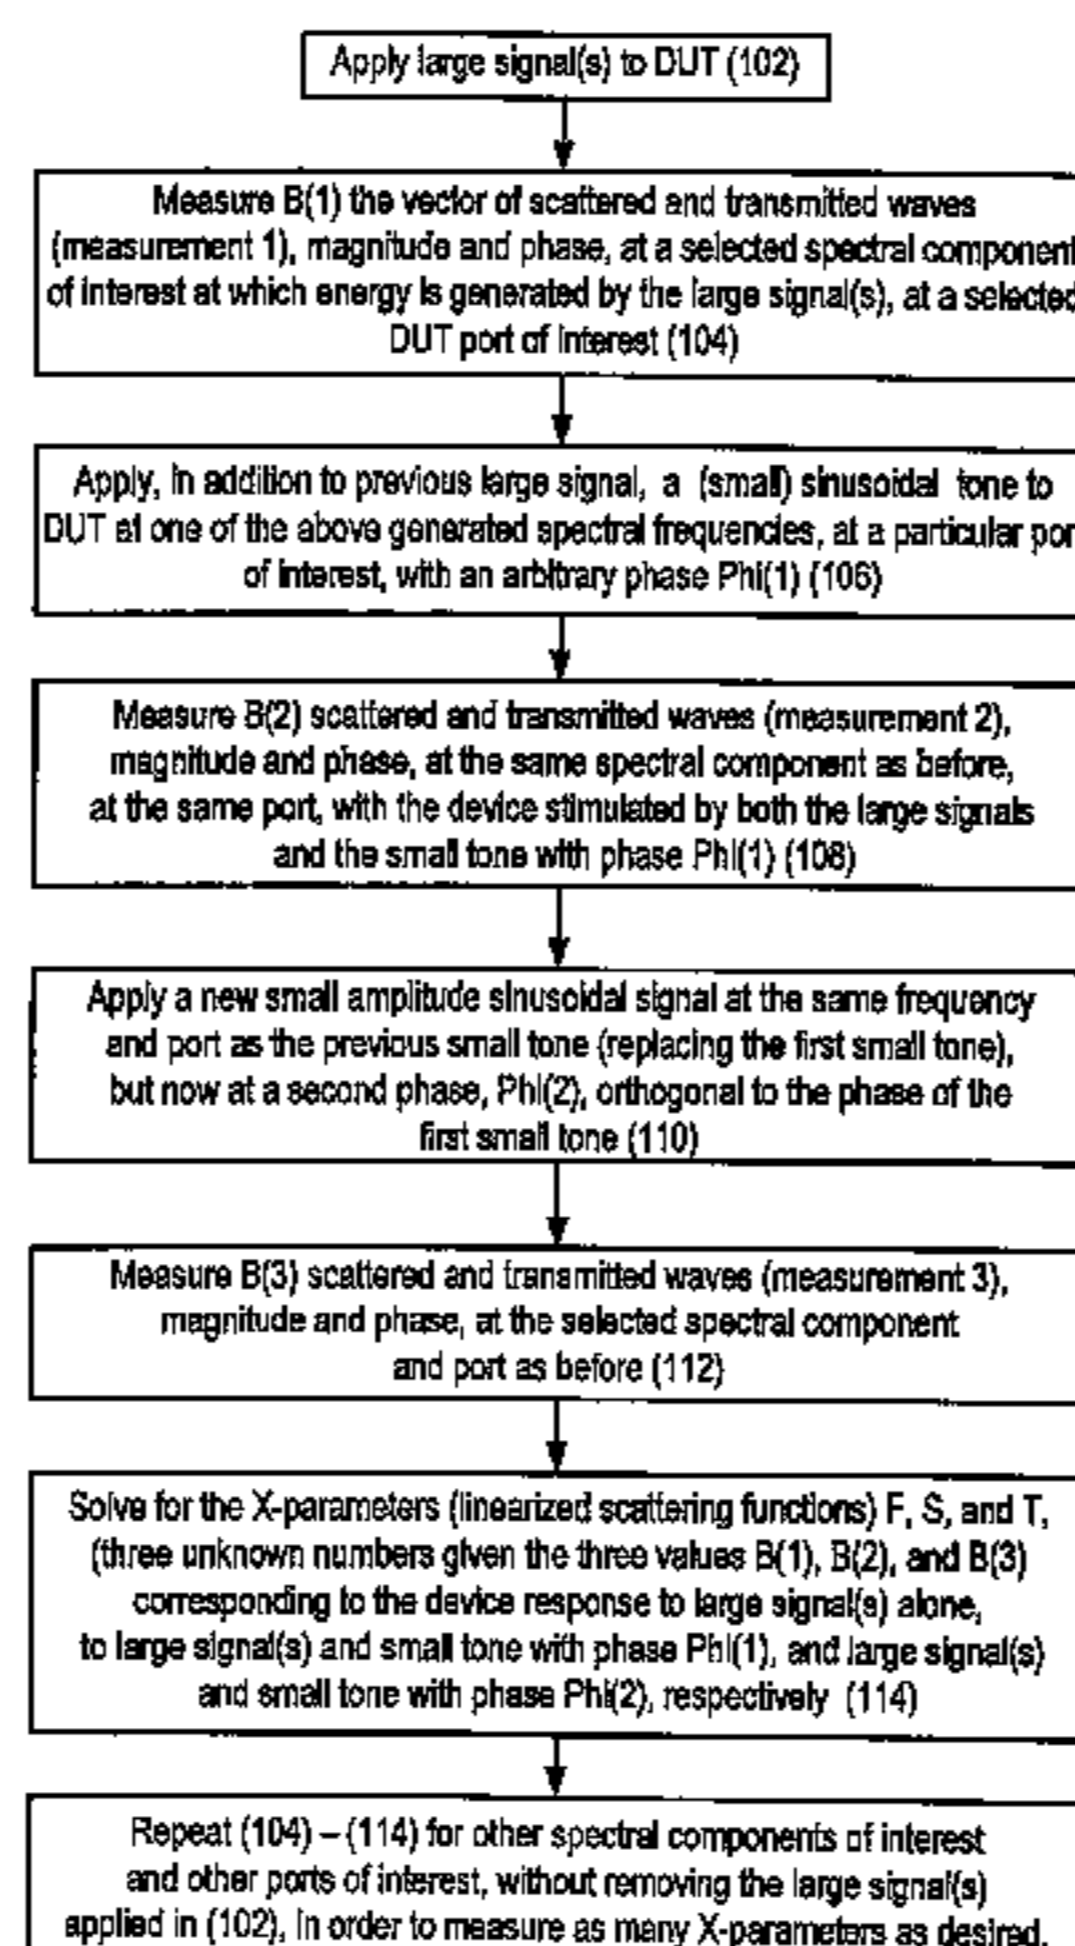 Apply large signal(s) to DUT (102)
Measure B(1) the vector of scattered and transmitted waves
(measurement 1), magnitude and phase, at a selected spectral component
of interest at which energy is generated by the large signal(s), at a selected
DUT port of interest (104)
Apply, in addition to previous large signal, a (small) sinusoidal tone to
DUT at one of the above generated spectral frequencies, at a particular por
of interest, with an arbitrary phase Phi(1) (106)
Measure B(2) scattered and transmitted waves (measurement 2),
magnitude and phase, at the same spectral component as before,
at the same port, with the device stimulated by both the large signals
and the small tone with phase Phi(1) (108)
Apply a new small amplitude sinusoidal signal at the same frequency
and port as the previous small tone (replacing the first small tone),
but now at a second phase, Phi(2), orthogonal to the phase of the
first small tone (110)
Measure B(3) scattered and transmitted waves (measurement 3),
magnitude and phase, at the selected spectral component
and port as before (112)
Solve for the X-parameters (linearized scattering functions) F, S, and T,
(three unknown numbers given the three values B(1), B(2), and B(3)
corresponding to the device response to large signal(s) alone,
to large signal(s) and small tone with phase Phi(1), and large signal(s)
and small tone with phase Phi(2), respectively (114)
Repeat (104) – (114) for other spectral components of interest
and other ports of interest, without removing the large signal(s)
applied in (102), in order to measure as many X-parameters as desired.